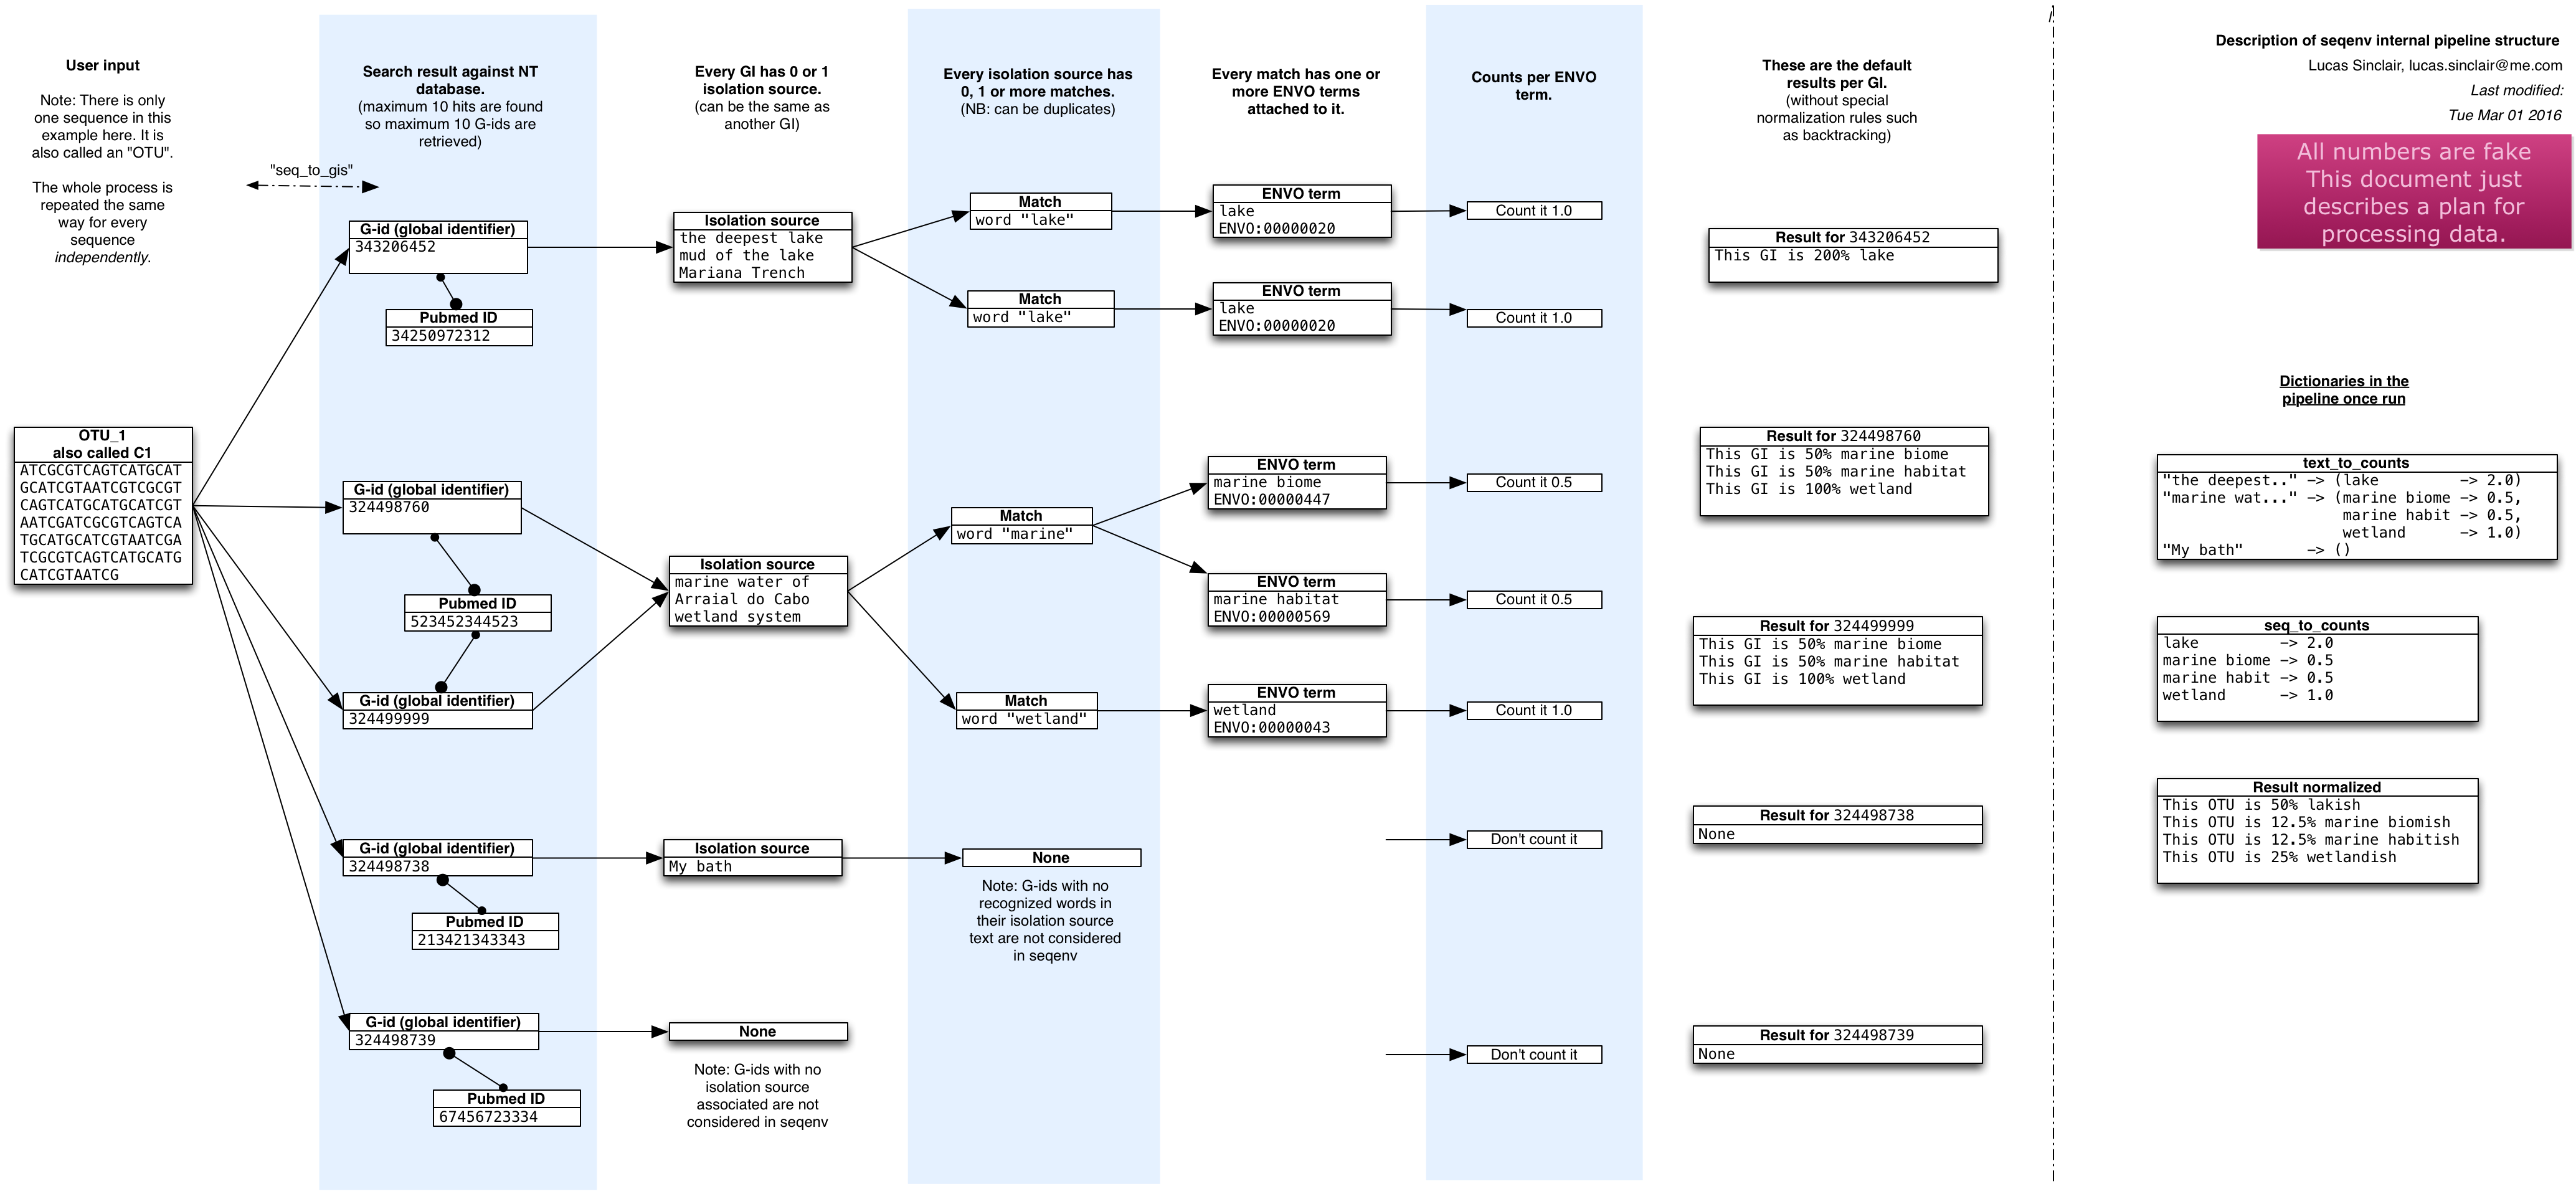 User input
Note: There is only
one sequence in this
example here. It is
also called an "OTU".
The whole process is
repeated the same
way for every
sequence
independently.
OTU_1
also called C1
ATCGCGTCAGTCATGCAT
GCATCGTAATCGTCGCGT
CAGTCATGCATGCATCGT
AATCGATCGCGTCAGTCA
TGCATGCATCGTAATCGA
TCGCGTCAGTCATGCATG
CATCGTAATCG
"seq_to_gis"
Search result against NT
database.
(maximum 10 hits are found
so maximum 10 G-ids are
retrieved)
G-id (global identifier)
343206452
Pubmed ID
34250972312
G-id (global identifier)
324498760
Pubmed ID
523452344523
G-id (global identifier)
324499999
G-id (global identifier)
324498738
Pubmed ID
213421343343
G-id (global identifier)
324498739
Pubmed ID
67456723334
Every GI has 0 or 1
isolation source.
(can be the same as
another GI)
Isolation source
the deepest lake
mud of the lake
Mariana Trench
Isolation source
marine water of
Arraial do Cabo
wetland system
Isolation source
My bath
None
Note: G-ids with no
isolation source
associated are not
considered in seqenv
Every isolation source has
0, 1 or more matches.
(NB: can be duplicates)
Match
word "lake"
Match
word "lake"
Match
word "marine"
Match
word "wetland"
None
Note: G-ids with no
recognized words in
their isolation source
text are not considered
in seqenv
Every match has one or
more ENVO terms
attached to it.
ENVO term
lake
ENVO:00000020
ENVO term
lake
ENVO:00000020
ENVO term
marine biome
ENVO:00000447
ENVO term
marine habitat
ENVO:00000569
ENVO term
wetland
ENVO:00000043
Counts per ENVO
term.
Count it 1.0
Count it 1.0
Count it 0.5
Count it 0.5
Count it 1.0
Don't count it
Don't count it
These are the default
results per GI.
(without special
normalization rules such
as backtracking)
Result for 343206452
This GI is 200% lake
Result for 324498760
This GI is 50% marine biome
This GI is 50% marine habitat
This GI is 100% wetland
Result for 324499999
This GI is 50% marine biome
This GI is 50% marine habitat
This GI is 100% wetland
Result for 324498738
None
Result for 324498739
None
Description of seqenv internal pipeline structure
Lucas Sinclair, lucas.sinclair@me.com
Last modified:
Tue Mar 01 2016
All numbers are fake
This document just
describes a plan for
processing data.
Dictionaries in the
pipeline once run
text_to_counts
"the deepest.." -> (lake -> 2.0)
"marine wat..." -> (marine biome -> 0.5,
marine habit -> 0.5,
wetland -> 1.0)
"My bath" -> ()
seq_to_counts
lake -> 2.0
marine biome -> 0.5
marine habit -> 0.5
wetland -> 1.0
Result normalized
This OTU is 50% lakish
This OTU is 12.5% marine biomish
This OTU is 12.5% marine habitish
This OTU is 25% wetlandish